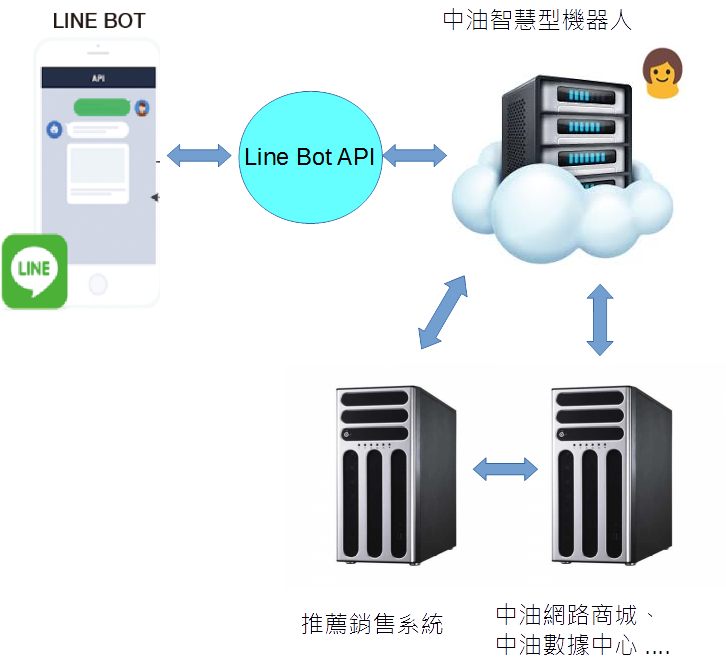 LINE BOT
中油智慧型機器人
API
Line Bot API
LINE
推薦銷售系統
中油網路商城、
中油數據中心 ....